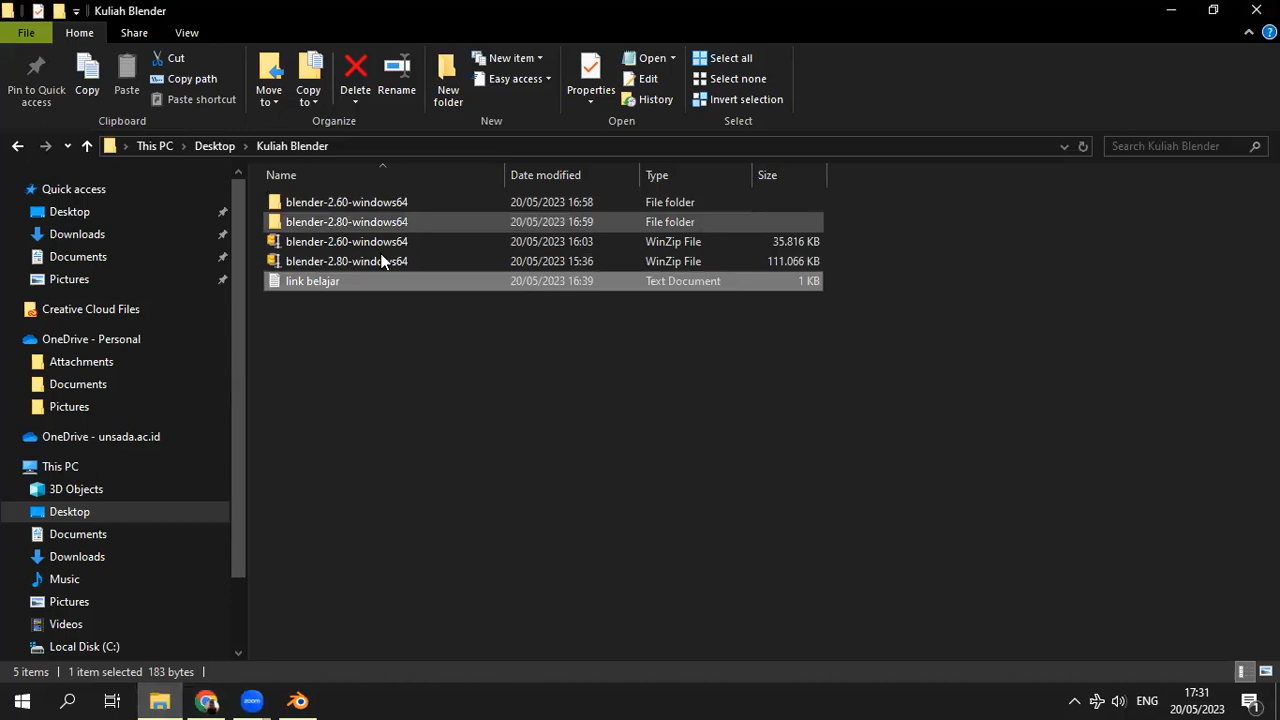 Kuliah Blender
File Home Share View
Pin to Quick access
Copy
Paste
Cut
Copy path
Paste shortcut
Move to
Copy to
Delete
Rename
New folder
New item
Easy access
Properties
Open
Edit
History
Select all
Select none
Invert selection
Clipboard Organize New Open Select
This PC Desktop Kuliah Blender
Search Kuliah Blender
Name Date modified Type Size
blender-2.60-windows64 20/05/2023 16:58 File folder
blender-2.80-windows64 20/05/2023 16:59 File folder
blender-2.60-windows64 20/05/2023 16:03 WinZip File 35.816 KB
blender-2.80-windows64 20/05/2023 15:36 WinZip File 111.066 KB
link belajar 20/05/2023 16:39 Text Document 1 KB
Quick access
Desktop
Downloads
Documents
Pictures
Creative Cloud Files
OneDrive - Personal
Attachments
Documents
Pictures
OneDrive - unsada.ac.id
This PC
3D Objects
Desktop
Documents
Downloads
Music
Pictures
Videos
Local Disk (C:)
5 items 1 item selected 183 bytes
zoom
ENG
17:31
20/05/2023
1